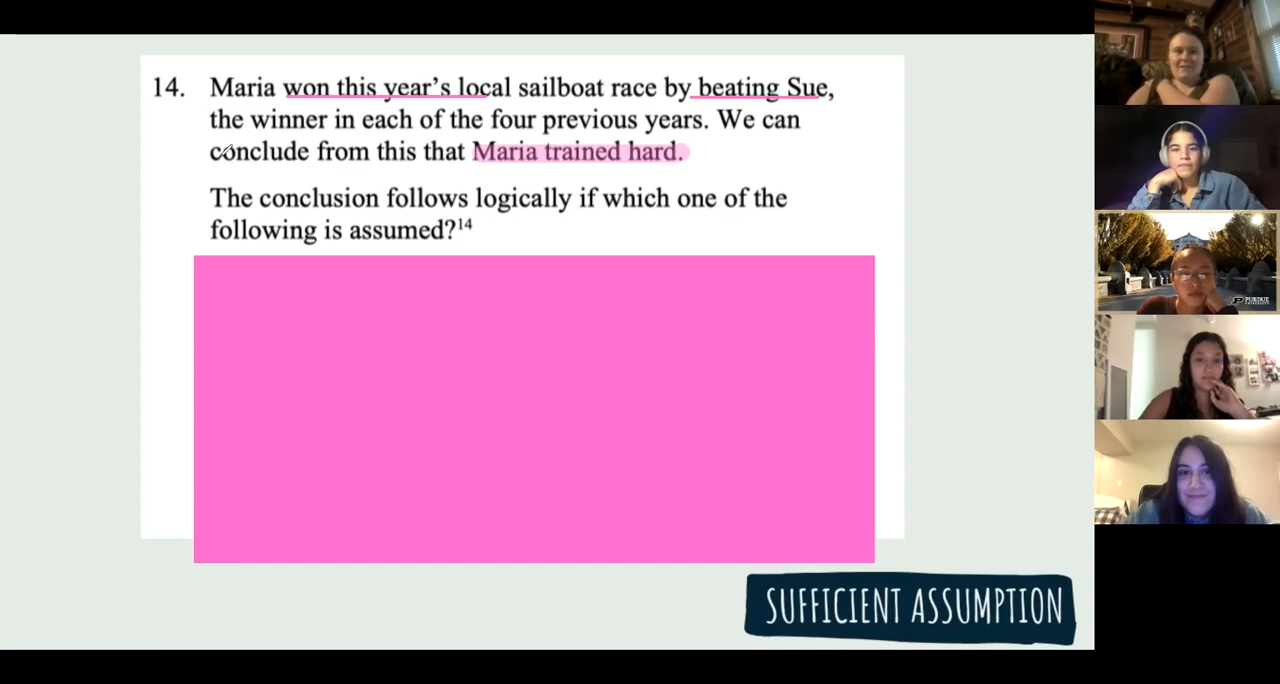 14. Maria won this year's local sailboat race by beating Sue,
the winner in each of the four previous years. We can
conclude from this that Maria trained hard.
The conclusion follows logically if which one of the
following is assumed?14
SUFFICIENT ASSUMPTION
PURDUE
UNIVERSITY